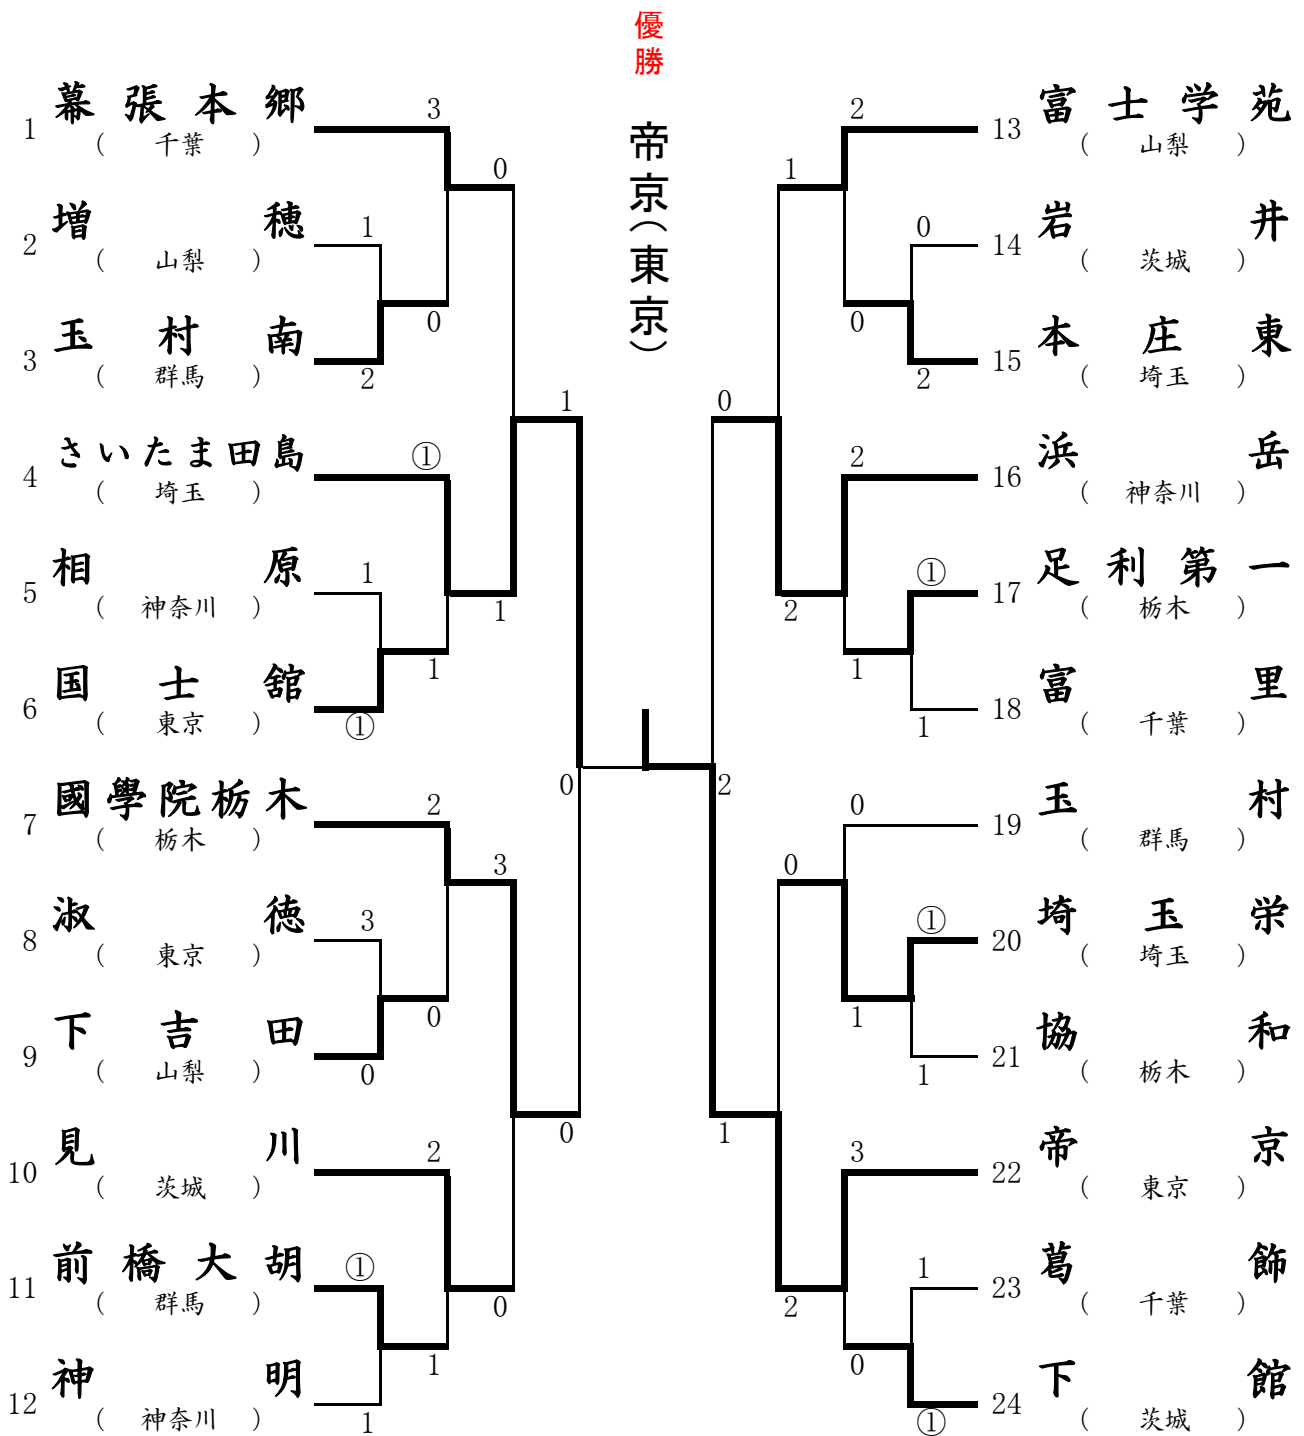 優勝
帝京(東京)
1 幕張本郷 3
( 千葉 )
0
2 増穂 1
( 山梨 )
0
3 玉村南
( 群馬 ) 2
1
4 さいたま田島 ①
( 埼玉 )
5 相原 1
( 神奈川 ) 1
1
6 国士舘
( 東京 ) ①
0
7 國學院栃木 2
( 栃木 )
3
8 淑徳 3
( 東京 )
0
9 下吉田
( 山梨 ) 0
0
10 見川 2
( 茨城 )
11 前橋大胡 ①
( 群馬 ) 0
1
12 神明
( 神奈川 ) 1
2 13 富士学苑
( 山梨 )
1
0 14 岩井
( 茨城 )
0
15 本庄東
2 ( 埼玉 )
0
2 16 浜岳
( 神奈川 )
① 17 足利第一
2 ( 栃木 )
1
18 富里
1 ( 千葉 )
2
0 19 玉村
( 群馬 )
0
① 20 埼玉栄
( 埼玉 )
1
21 協和
1 ( 栃木 )
1
3 22 帝京
( 東京 )
1 23 葛飾
2 ( 千葉 )
0
24 下館
① ( 茨城 )